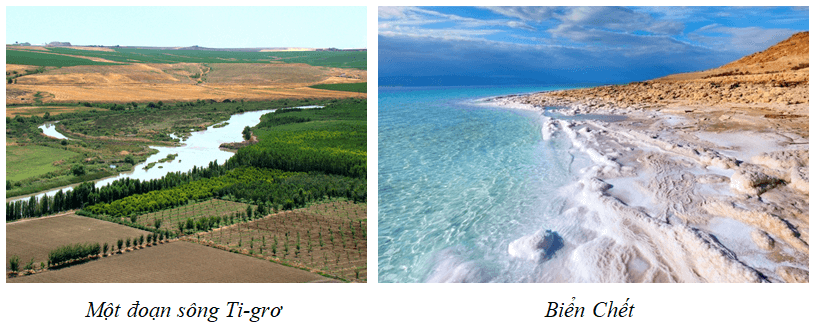 Một đoạn sông Ti-grơ
Biển Chết